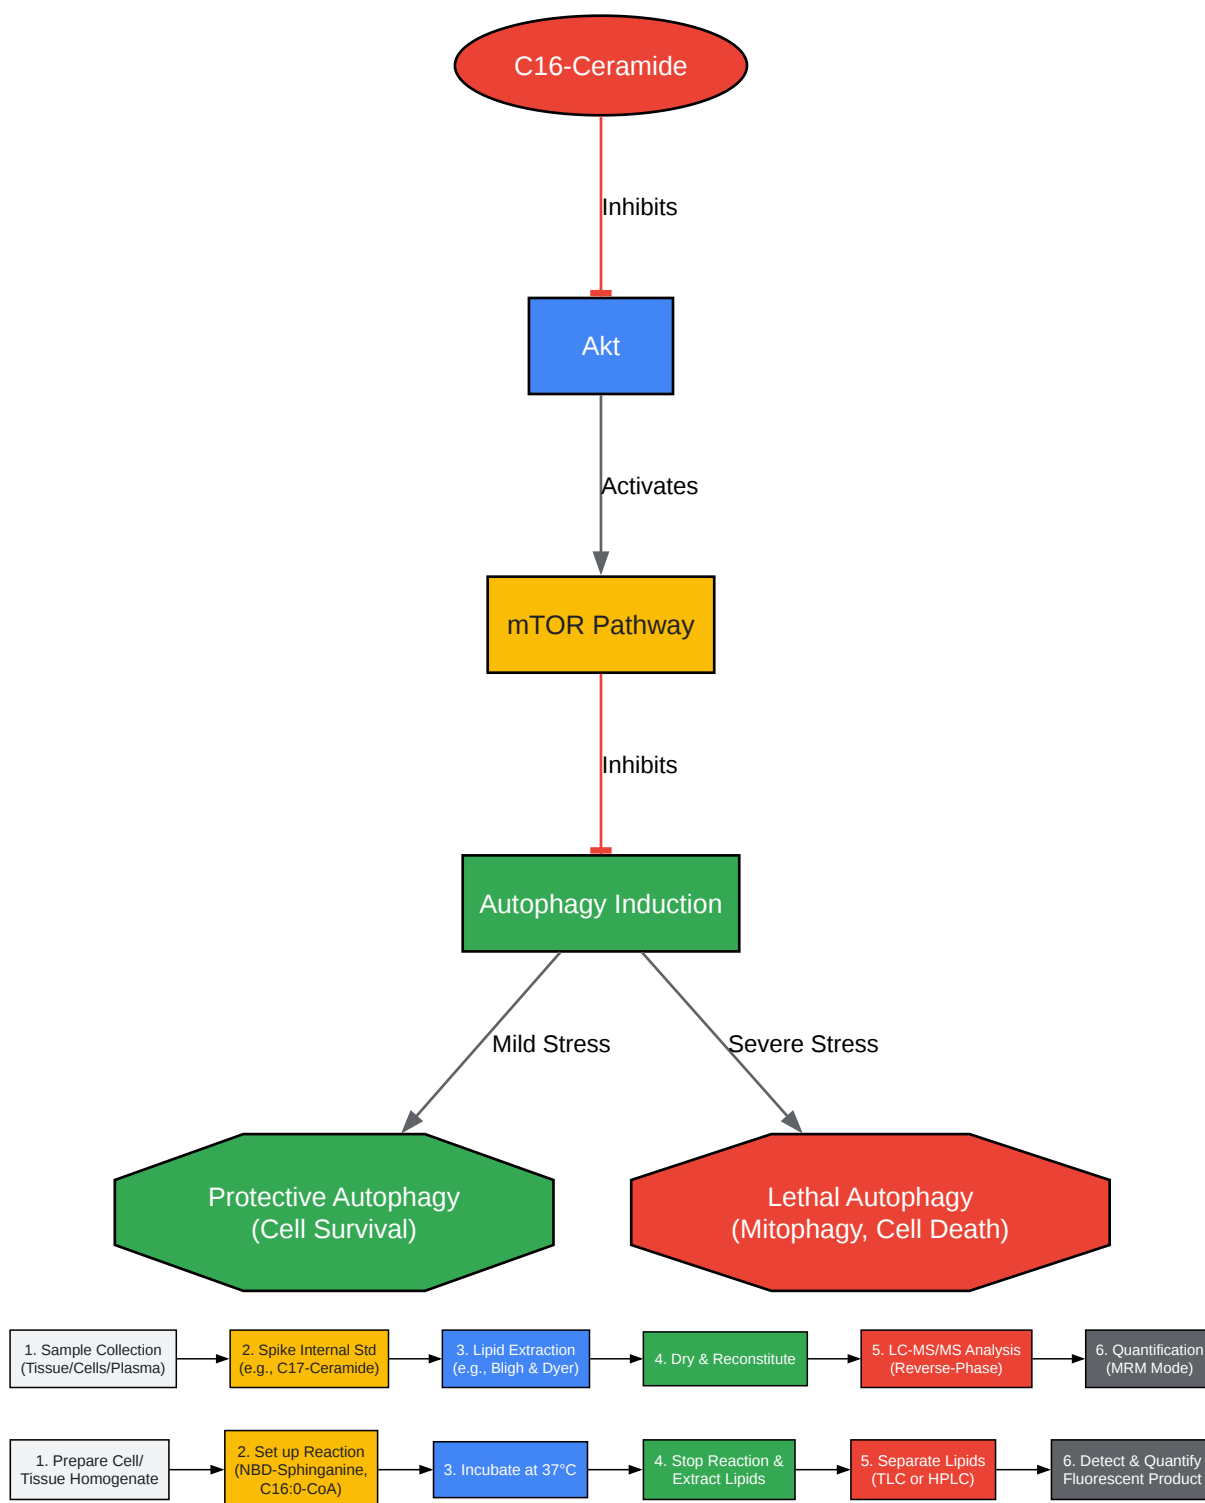 C16-Ceramide
Inhibits
Akt
Activates
mTOR Pathway
Inhibits
Autophagy Induction
Mild Stress
Severe Stress
Protective Autophagy
(Cell Survival)
Lethal Autophagy
(Mitophagy, Cell Death)
1. Sample Collection
(Tissue/Cells/Plasma)
2. Spike Internal Std
(e.g., C17-Ceramide)
3. Lipid Extraction
(e.g., Bligh & Dyer)
4. Dry & Reconstitute
5. LC-MS/MS Analysis
(Reverse-Phase)
6. Quantification
(MRM Mode)
1. Prepare Cell/
Tissue Homogenate
2. Set up Reaction
(NBD-Sphinganine,
C16:0-CoA)
3. Incubate at 37°C
4. Stop Reaction &
Extract Lipids
5. Separate Lipids
(TLC or HPLC)
6. Detect & Quantify
Fluorescent Product